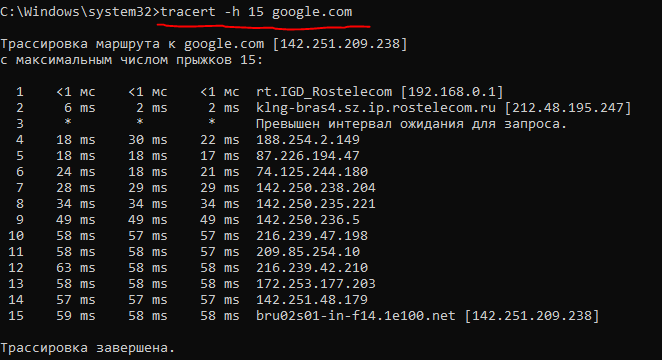 C:\Windows\system32>tracert -h 15 google.com
Трассировка маршрута к google.com [142.251.209.238]
с максимальным числом прыжков 15:
1 <1 мс <1 мс <1 мс rt.IGD_Rostelecom [192.168.0.1]
2 6 ms 2 ms 2 ms klng-bras4.sz.ip.rostelecom.ru [212.48.195.247]
3 * * * Превышен интервал ожидания для запроса.
4 18 ms 30 ms 22 ms 188.254.2.149
5 18 ms 18 ms 17 ms 87.226.194.47
6 24 ms 18 ms 21 ms 74.125.244.180
7 28 ms 29 ms 29 ms 142.250.238.204
8 34 ms 34 ms 34 ms 142.250.235.221
9 49 ms 49 ms 49 ms 142.250.236.5
10 58 ms 57 ms 57 ms 216.239.47.198
11 58 ms 58 ms 57 ms 209.85.254.10
12 63 ms 58 ms 58 ms 216.239.42.210
13 58 ms 58 ms 57 ms 172.253.177.203
14 57 ms 57 ms 57 ms 142.251.48.179
15 59 ms 58 ms 58 ms bru02s01-in-f14.1e100.net [142.251.209.238]
Трассировка завершена.